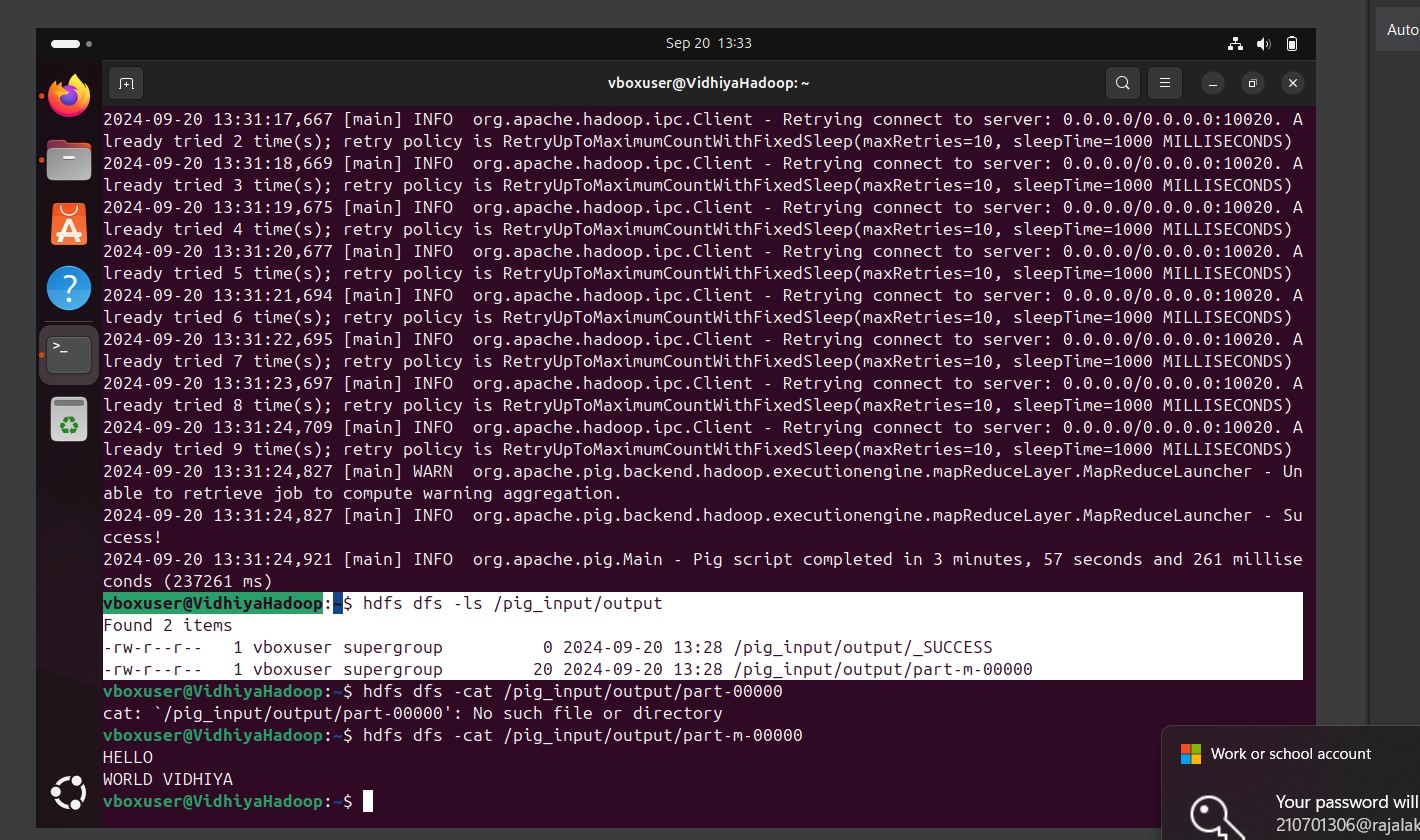 Auto
Sep 20 13:33
vboxuser@VidhiyaHadoop: ~
2024-09-20 13:31:17,667 [main] INFO  org.apache.hadoop.ipc.Client - Retrying connect to server: 0.0.0.0/0.0.0.0:10020. A
lready tried 2 time(s); retry policy is RetryUpToMaximumCountWithFixedSleep(maxRetries=10, sleepTime=1000 MILLISECONDS)
2024-09-20 13:31:18,669 [main] INFO  org.apache.hadoop.ipc.Client - Retrying connect to server: 0.0.0.0/0.0.0.0:10020. A
lready tried 3 time(s); retry policy is RetryUpToMaximumCountWithFixedSleep(maxRetries=10, sleepTime=1000 MILLISECONDS)
2024-09-20 13:31:19,675 [main] INFO  org.apache.hadoop.ipc.Client - Retrying connect to server: 0.0.0.0/0.0.0.0:10020. A
lready tried 4 time(s); retry policy is RetryUpToMaximumCountWithFixedSleep(maxRetries=10, sleepTime=1000 MILLISECONDS)
2024-09-20 13:31:20,677 [main] INFO  org.apache.hadoop.ipc.Client - Retrying connect to server: 0.0.0.0/0.0.0.0:10020. A
lready tried 5 time(s); retry policy is RetryUpToMaximumCountWithFixedSleep(maxRetries=10, sleepTime=1000 MILLISECONDS)
2024-09-20 13:31:21,694 [main] INFO  org.apache.hadoop.ipc.Client - Retrying connect to server: 0.0.0.0/0.0.0.0:10020. A
lready tried 6 time(s); retry policy is RetryUpToMaximumCountWithFixedSleep(maxRetries=10, sleepTime=1000 MILLISECONDS)
2024-09-20 13:31:22,695 [main] INFO  org.apache.hadoop.ipc.Client - Retrying connect to server: 0.0.0.0/0.0.0.0:10020. A
lready tried 7 time(s); retry policy is RetryUpToMaximumCountWithFixedSleep(maxRetries=10, sleepTime=1000 MILLISECONDS)
2024-09-20 13:31:23,697 [main] INFO  org.apache.hadoop.ipc.Client - Retrying connect to server: 0.0.0.0/0.0.0.0:10020. A
lready tried 8 time(s); retry policy is RetryUpToMaximumCountWithFixedSleep(maxRetries=10, sleepTime=1000 MILLISECONDS)
2024-09-20 13:31:24,709 [main] INFO  org.apache.hadoop.ipc.Client - Retrying connect to server: 0.0.0.0/0.0.0.0:10020. A
lready tried 9 time(s); retry policy is RetryUpToMaximumCountWithFixedSleep(maxRetries=10, sleepTime=1000 MILLISECONDS)
2024-09-20 13:31:24,827 [main] WARN  org.apache.pig.backend.hadoop.executionengine.mapReduceLayer.MapReduceLauncher - Un
able to retrieve job to compute warning aggregation.
2024-09-20 13:31:24,827 [main] INFO  org.apache.pig.backend.hadoop.executionengine.mapReduceLayer.MapReduceLauncher - Su
ccess!
2024-09-20 13:31:24,921 [main] INFO  org.apache.pig.Main - Pig script completed in 3 minutes, 57 seconds and 261 millise
conds (237261 ms)
vboxuser@VidhiyaHadoop:~$ hdfs dfs -ls /pig_input/output
Found 2 items
-rw-r--r--   1 vboxuser supergroup          0 2024-09-20 13:28 /pig_input/output/_SUCCESS
-rw-r--r--   1 vboxuser supergroup         20 2024-09-20 13:28 /pig_input/output/part-m-00000
vboxuser@VidhiyaHadoop:~$ hdfs dfs -cat /pig_input/output/part-00000
cat: `/pig_input/output/part-00000': No such file or directory
vboxuser@VidhiyaHadoop:~$ hdfs dfs -cat /pig_input/output/part-m-00000
HELLO
WORLD VIDHIYA
vboxuser@VidhiyaHadoop:~$
Work or school account
Your password will
210701306@rajalak